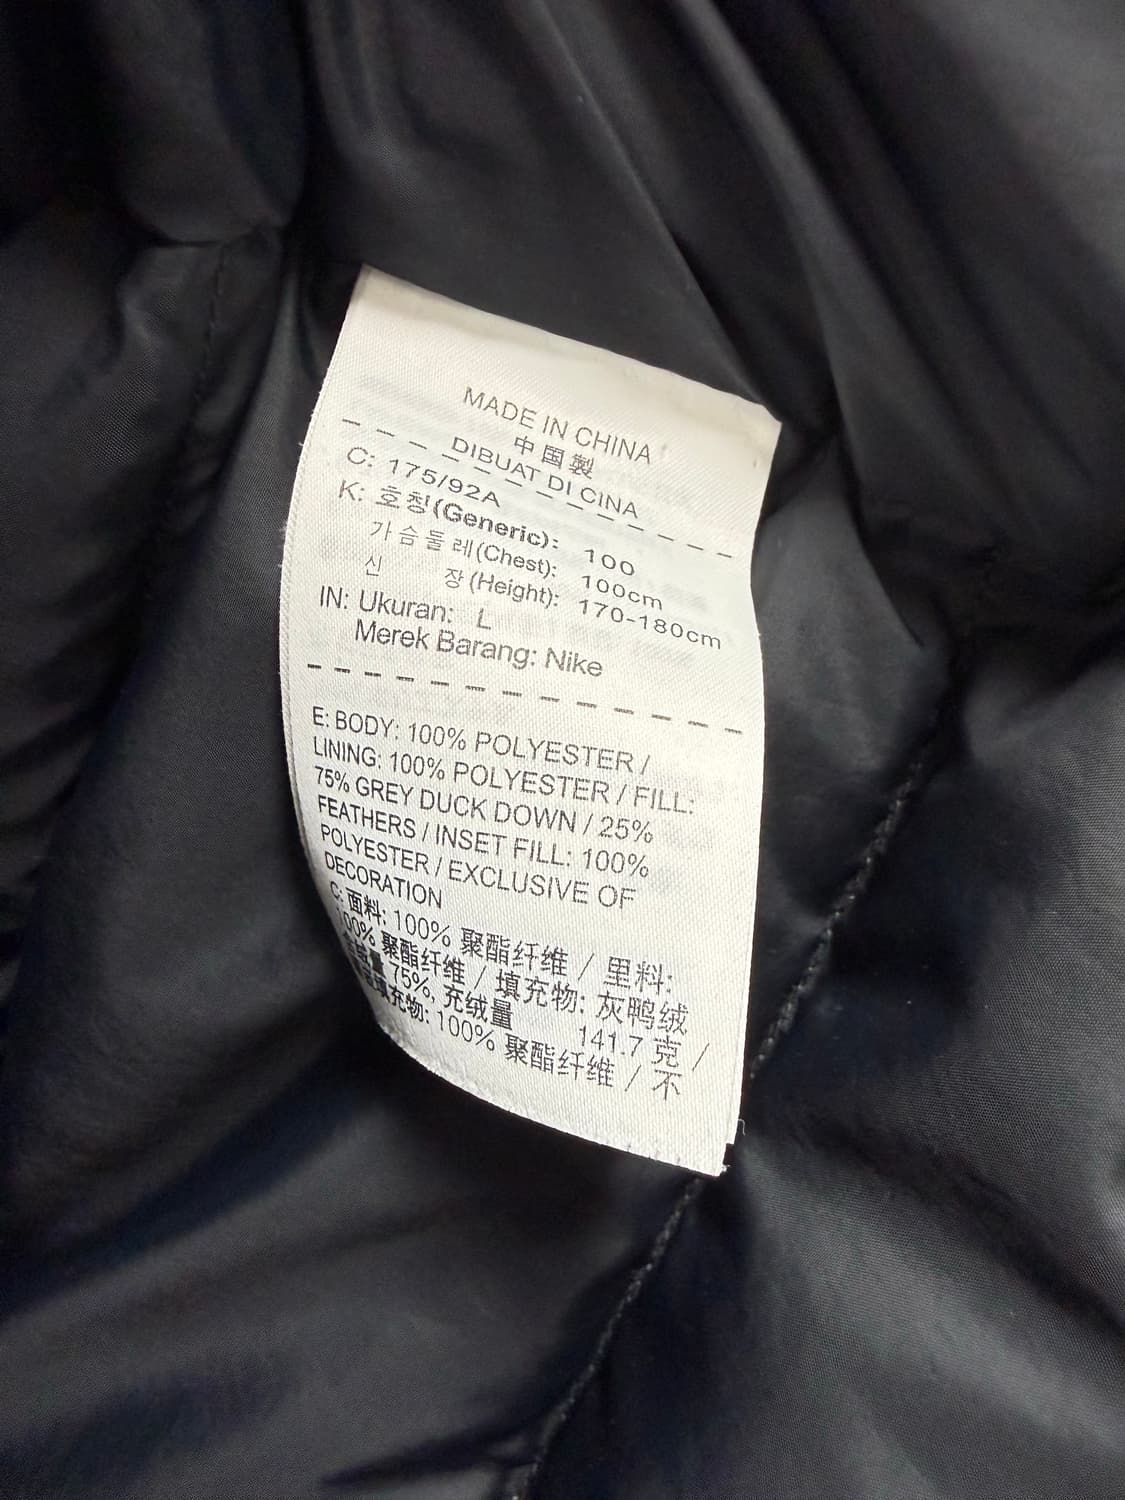 MADE IN CHINA
中国製
DIBUAT DI CINA
C: 175/92A
K: 호칭(Generic): 100
가슴둘레(Chest): 100cm
신 장(Height): 170-180cm
IN: Ukuran: L
Merek Barang: Nike
E: BODY: 100% POLYESTER /
LINING: 100% POLYESTER / FILL:
75% GREY DUCK DOWN / 25%
FEATHERS / INSET FILL: 100%
POLYESTER / EXCLUSIVE OF
DECORATION
C: 面料: 100% 聚酯纤维 / 里料:
100% 聚酯纤维 / 填充物: 灰鸭绒
量 75%, 充绒量 141.7 克 /
填充物: 100% 聚酯纤维 / 不